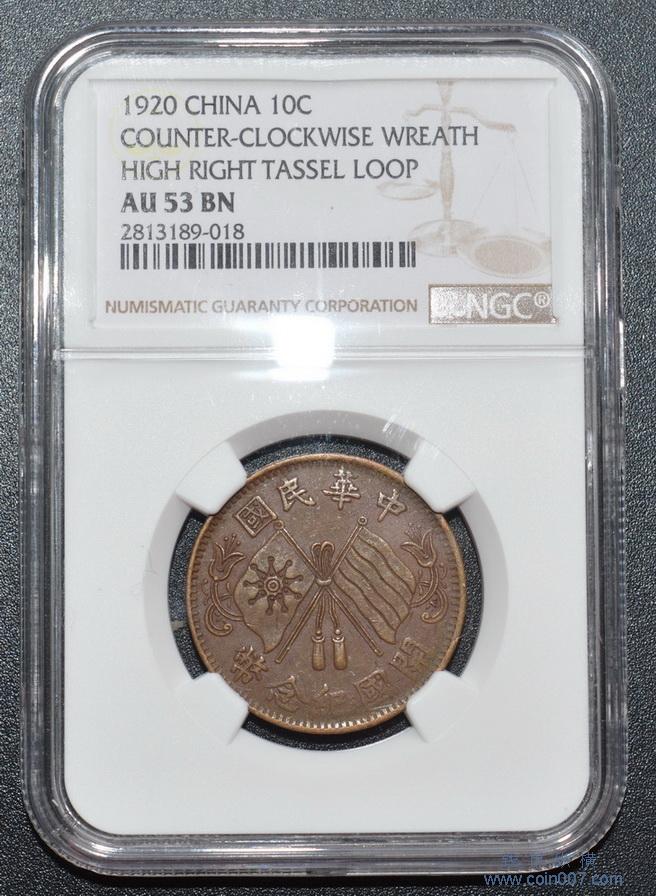 1920 CHINA 10C
COUNTER-CLOCKWISE WREATH
HIGH RIGHT TASSEL LOOP
AU 53 BN
2813189-018
NUMISMATIC GUARANTY CORPORATION
NGC®
中華民國
開國紀念幣
www.coin007.com